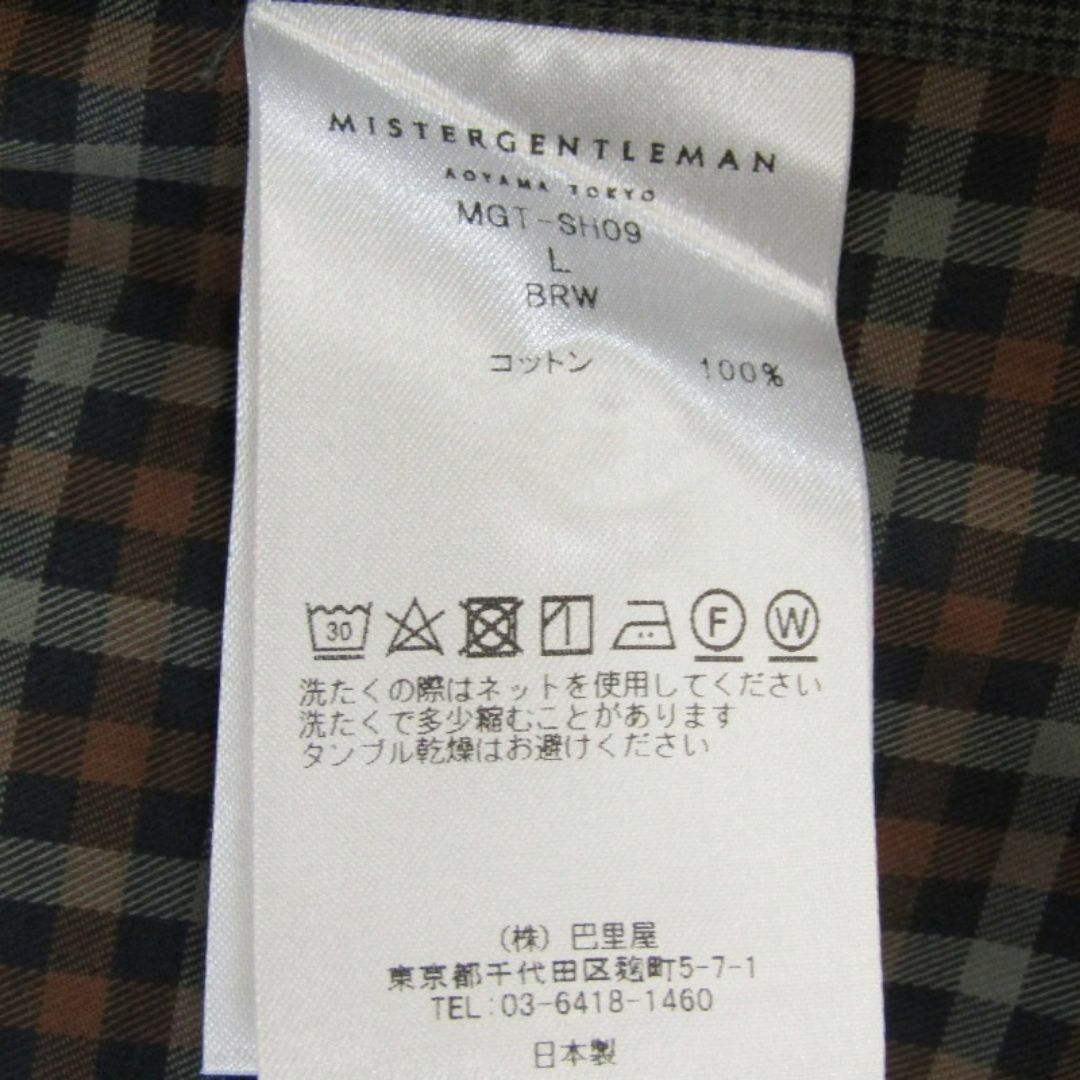 MISTERGENTLEMAN
AOYAMA TOKYO
MGT-SH09
L
BRW
コットン 100%
30 F W
洗たくの際はネットを使用してください
洗たくで多少縮むことがあります
タンブル乾燥はお避けください
(株) 巴里屋
東京都千代田区麹町5-7-1
TEL:03-6418-1460
日本製